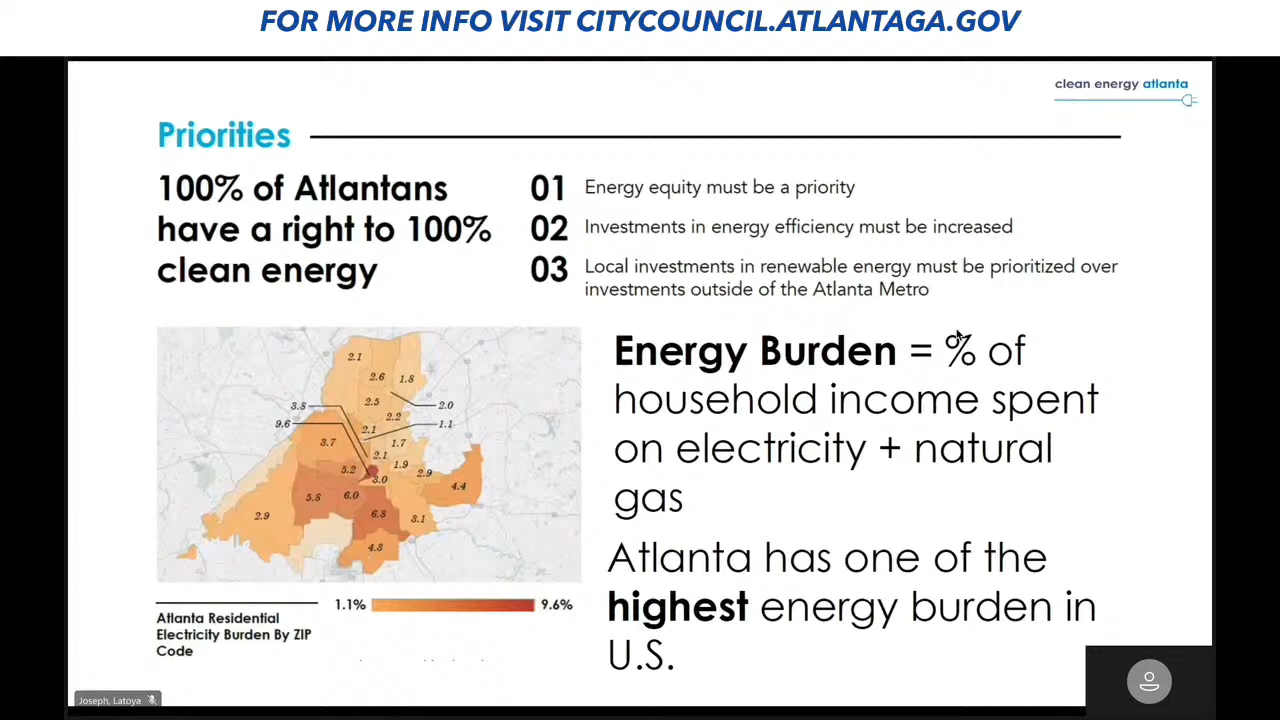 FOR MORE INFO VISIT CITYCOUNCIL.ATLANTAGA.GOV
clean energy atlanta
Priorities
100% of Atlantans
have a right to 100%
clean energy
01 Energy equity must be a priority
02 Investments in energy efficiency must be increased
03 Local investments in renewable energy must be prioritized over
investments outside of the Atlanta Metro
2.1
2.6
1.8
2.5
2.0
3.8
2.2
9.6
2.1
1.1
3.7
1.7
2.1
1.9
5.2
2.9
3.0
4.4
5.8
6.0
2.9
6.8
3.1
4.3
1.1%
9.6%
Atlanta Residential
Electricity Burden By ZIP
Code
Energy Burden = % of
household income spent
on electricity + natural
gas
Atlanta has one of the
highest energy burden in
U.S.
Joseph, Latoya